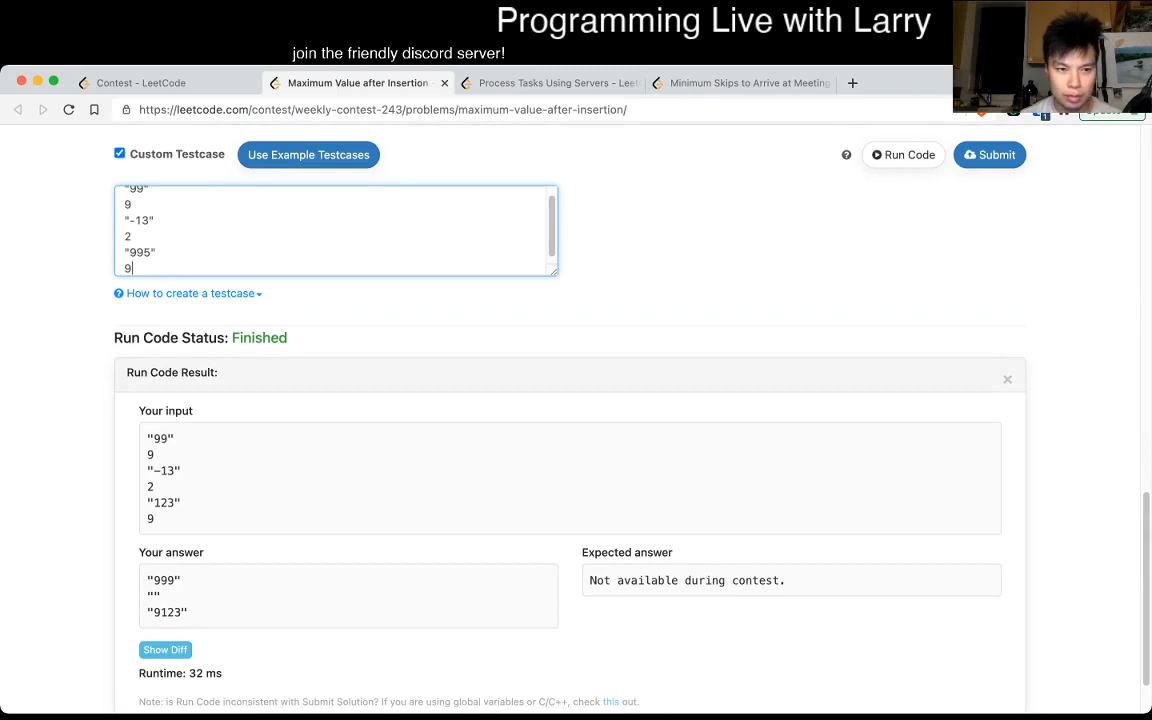 Programming Live with Larry
join the friendly discord server!
Contest - LeetCode
Maximum Value after Insertion
Process Tasks Using Servers - Leet
Minimum Skips to Arrive at Meeting
https://leetcode.com/contest/weekly-contest-243/problems/maximum-value-after-insertion/
Custom Testcase
Use Example Testcases
Run Code
Submit
"99"
9
"-13"
2
"995"
9
How to create a testcase
Run Code Status: Finished
Run Code Result:
Your input
"99"
9
"-13"
2
"123"
9
Your answer
Expected answer
"999"
""
"9123"
Not available during contest.
Show Diff
Runtime: 32 ms
Note: is Run Code inconsistent with Submit Solution? If you are using global variables or C/C++, check this out.